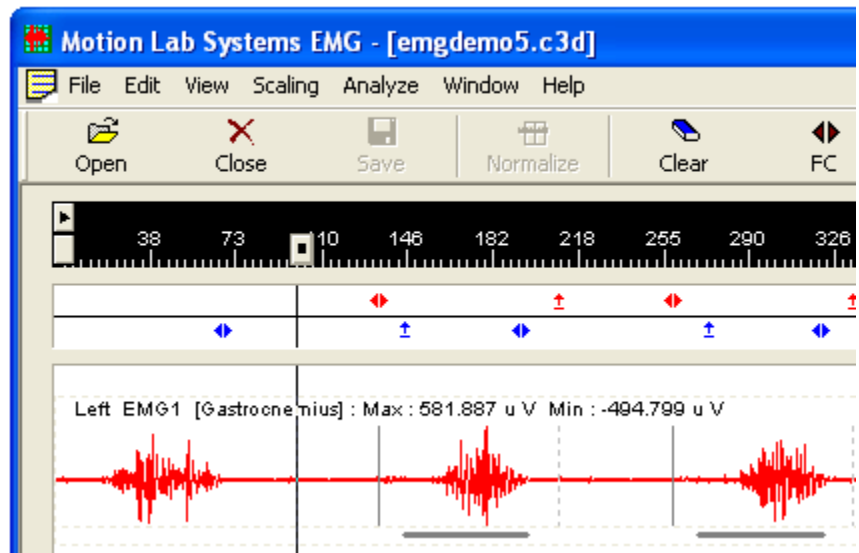 Motion Lab Systems EMG - [emgdemo5.c3d]
File Edit View Scaling Analyze Window Help
Open Close Save Normalize Clear FC
38 73 110 146 182 218 255 290 326
Left EMG1 [Gastrocnemius] : Max : 581.887 u V Min : -494.799 u V